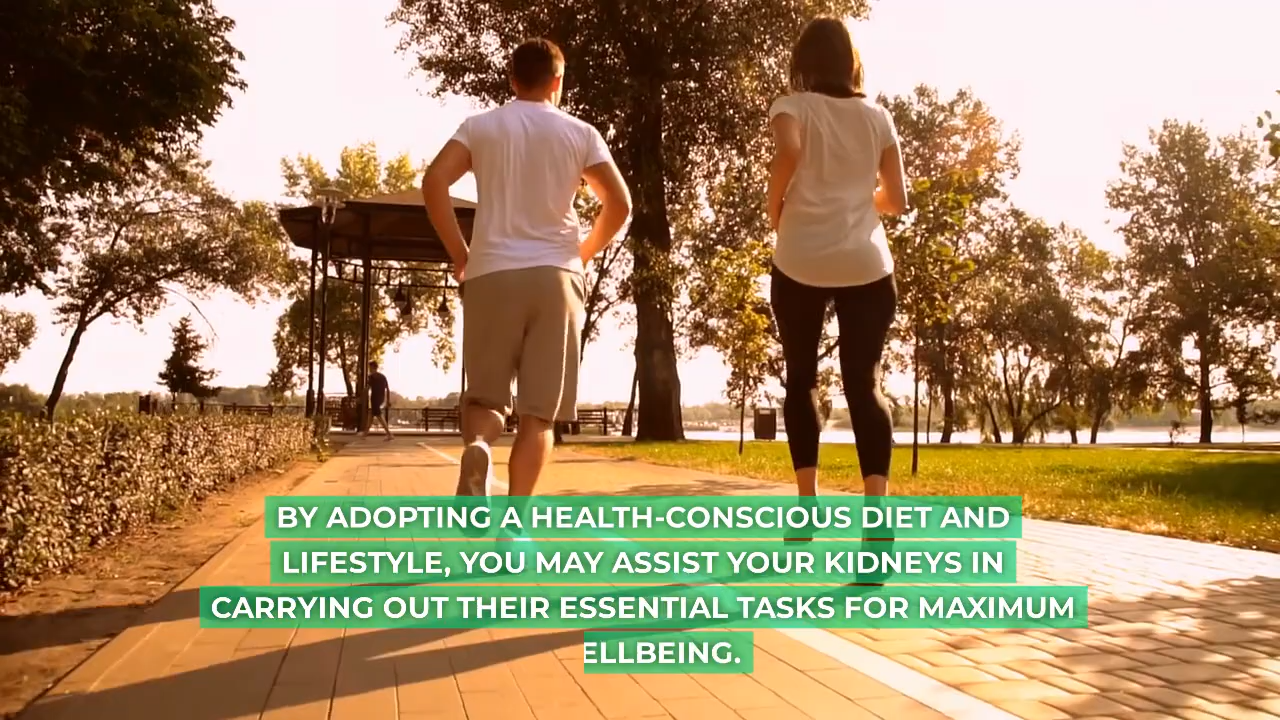 BY ADOPTING A HEALTH-CONSCIOUS DIET AND
LIFESTYLE, YOU MAY ASSIST YOUR KIDNEYS IN
CARRYING OUT THEIR ESSENTIAL TASKS FOR MAXIMUM
ELLBEING.